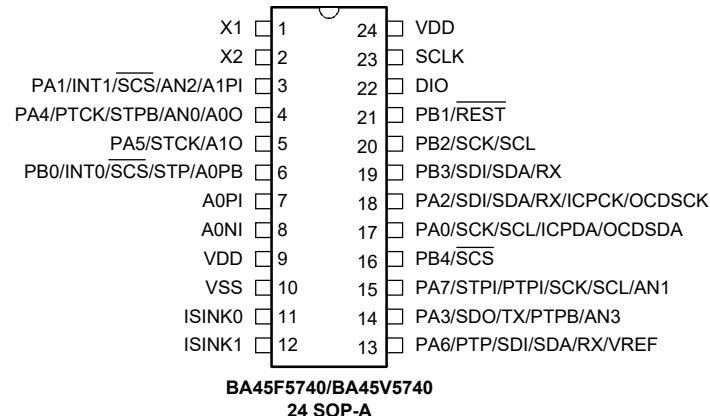 X1 1 24 VDD
X2 2 23 SCLK
PA1/INT1/SCS/AN2/A1PI 3 22 DIO
PA4/PTCK/STPB/AN0/A0O 4 21 PB1/REST
PA5/STCK/A1O 5 20 PB2/SCK/SCL
PB0/INT0/SCS/STP/A0PB 6 19 PB3/SDI/SDA/RX
A0PI 7 18 PA2/SDI/SDA/RX/ICPCK/OCDSCK
A0NI 8 17 PA0/SCK/SCL/ICPDA/OCDSDA
VDD 9 16 PB4/SCS
VSS 10 15 PA7/STPI/PTPI/SCK/SCL/AN1
ISINK0 11 14 PA3/SDO/TX/PTPB/AN3
ISINK1 12 13 PA6/PTP/SDI/SDA/RX/VREF
BA45F5740/BA45V5740
24 SOP-A